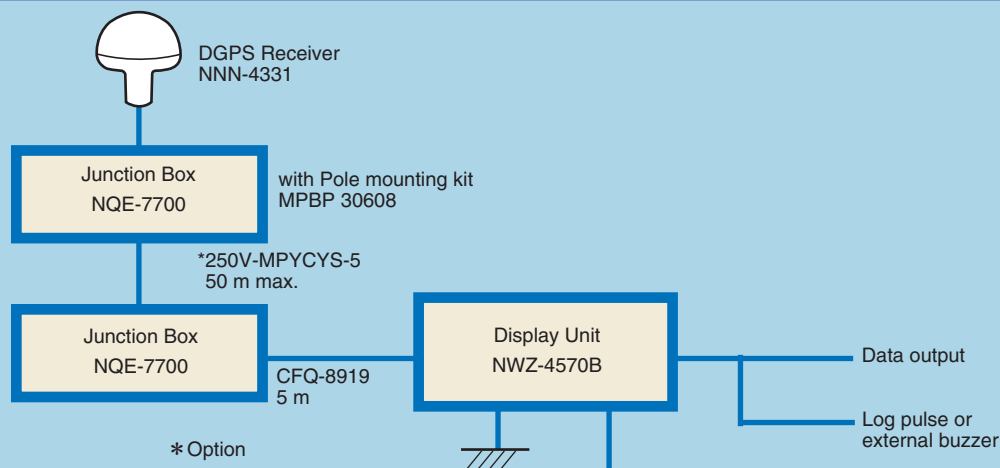 DGPS Receiver
NNN-4331
Junction Box
NQE-7700
with Pole mounting kit
MPBP 30608
*250V-MPYCYS-5
50 m max.
Junction Box
NQE-7700
CFQ-8919
5 m
Display Unit
NWZ-4570B
Data output
Log pulse or
external buzzer
*Option